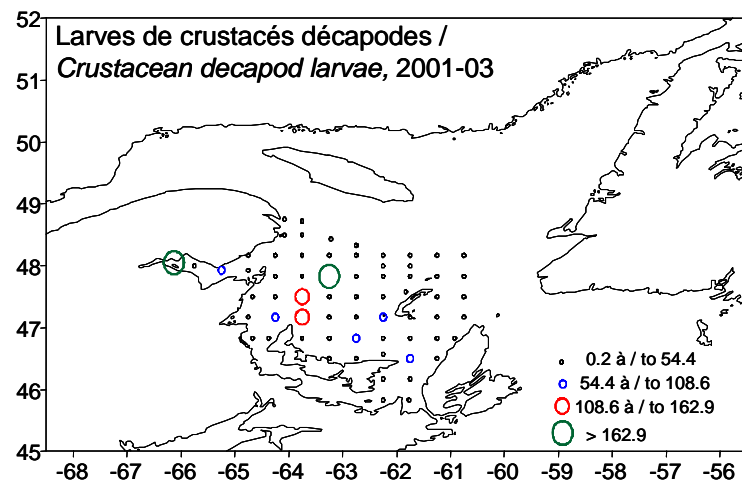 Larves de crustacés décapodes /
Crustacean decapod larvae, 2001-03
52
51
50
49
48
47
46
45
0.2 à / to 54.4
54.4 à / to 108.6
108.6 à / to 162.9
> 162.9
-68 -67 -66 -65 -64 -63 -62 -61 -60 -59 -58 -57 -56